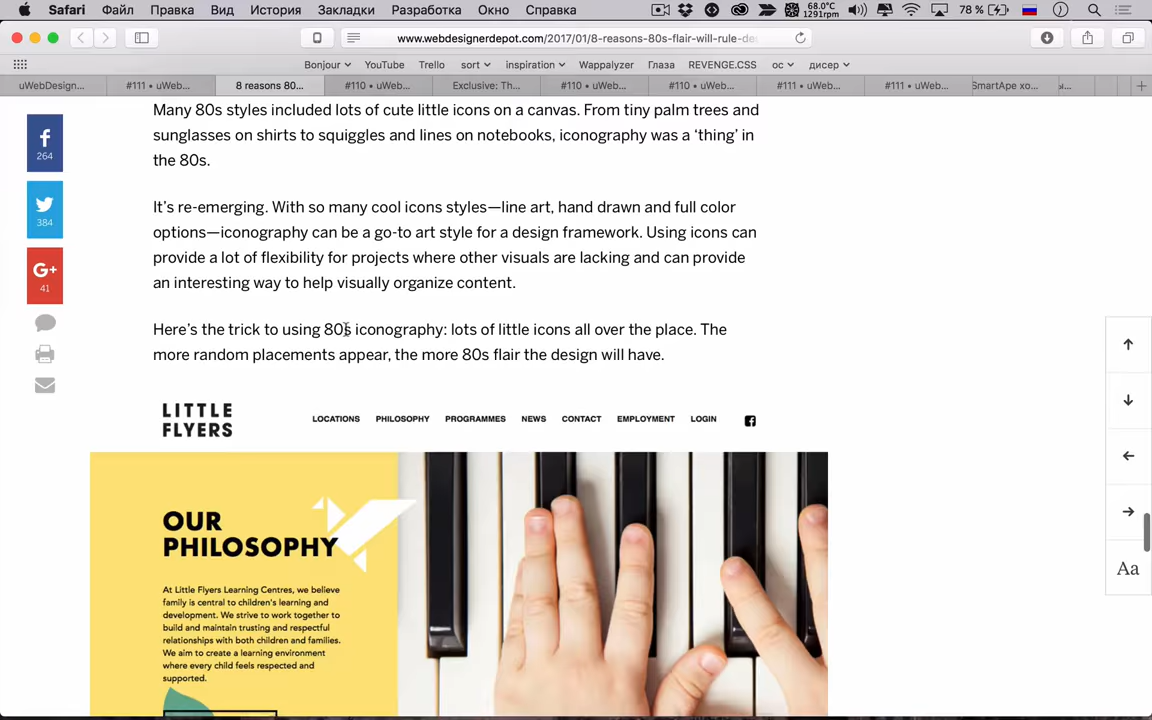 Safari Файл Правка Вид История Закладки Разработка Окно Справка 68.0°C 1291rpm 78 %
www.webdesignerdepot.com/2017/01/8-reasons-80s-flair-will-rule-de
Bonjour YouTube Trello sort inspiration Wappalyzer Глаза REVENGE.CSS ос дисер
uWebDesign... #111 • uWeb... 8 reasons 80... #110 • uWeb... Exclusive: Th... #110 • uWeb... #110 • uWeb... #111 • uWeb... #111 • uWeb... SmartApe хо...
Many 80s styles included lots of cute little icons on a canvas. From tiny palm trees and
sunglasses on shirts to squiggles and lines on notebooks, iconography was a ‘thing’ in
the 80s.
264
384
G+
41
It’s re-emerging. With so many cool icons styles—line art, hand drawn and full color
options—iconography can be a go-to art style for a design framework. Using icons can
provide a lot of flexibility for projects where other visuals are lacking and can provide
an interesting way to help visually organize content.
Here’s the trick to using 80s iconography: lots of little icons all over the place. The
more random placements appear, the more 80s flair the design will have.
Aa
LITTLE
FLYERS
LOCATIONS PHILOSOPHY PROGRAMMES NEWS CONTACT EMPLOYMENT LOGIN
OUR
PHILOSOPHY
At Little Flyers Learning Centres, we believe
family is central to children's learning and
development. We strive to work together to
build and maintain trusting and respectful
relationships with both children and families.
We aim to create a learning environment
where every child feels respected and
supported.